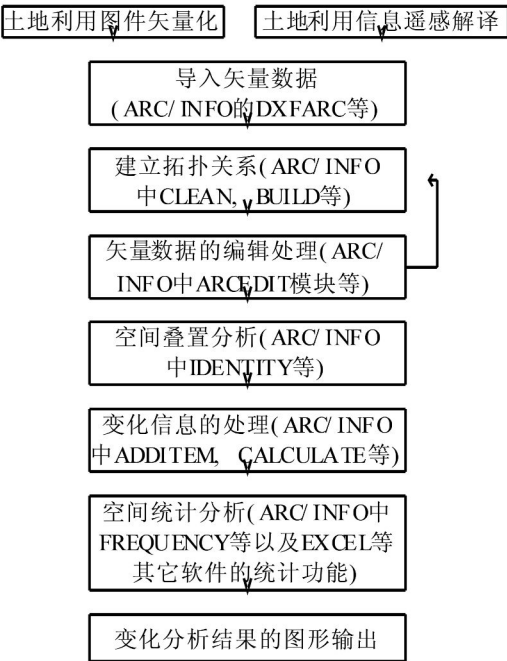 土地利用图件矢量化
土地利用信息遥感解译
导入矢量数据
(ARC/INFO的DXFARC等)
建立拓扑关系(ARC/INFO
中CLEAN, BUILD等)
矢量数据的编辑处理(ARC/
INFO中ARCEDIT模块等)
空间叠置分析(ARC/INFO
中IDENTITY等)
变化信息的处理(ARC/INFO
中ADDITEM, CALCULATE等)
空间统计分析(ARC/INFO中
FREQUENCY等以及EXCEL等
其它软件的统计功能)
变化分析结果的图形输出